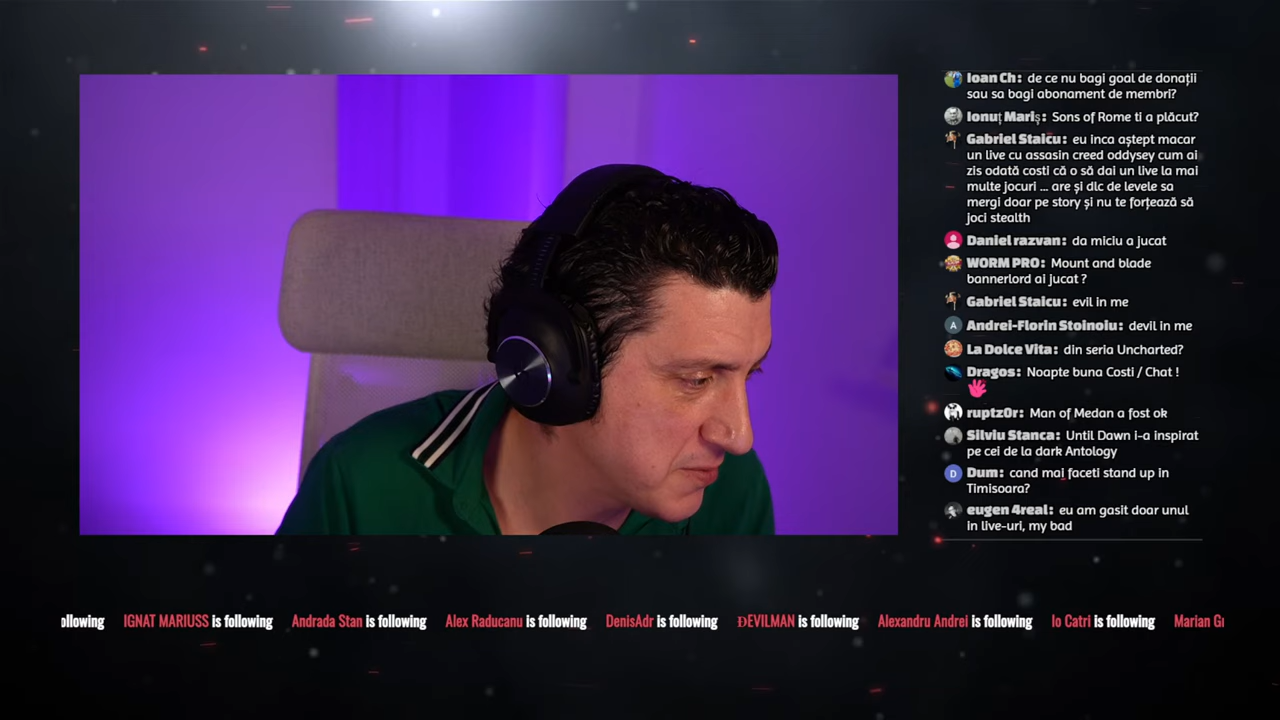 Ioan Ch: de ce nu bagi goal de donații
sau sa bagi abonament de membri?
Ionuț Mariș: Sons of Rome ti a plăcut?
Gabriel Staicu: eu inca aștept macar
un live cu assasin creed oddysey cum ai
zis odată costi că o să dai un live la mai
multe jocuri ... are și dlc de levele sa
mergi doar pe story și nu te forțează să
joci stealth
Daniel razvan: da miciu a jucat
WORM PRO: Mount and blade
bannerlord ai jucat ?
Gabriel Staicu: evil in me
A Andrei-Florin Stoinoiu: devil in me
La Dolce Vita: din seria Uncharted?
Dragos: Noapte buna Costi / Chat !
ruptz0r: Man of Medan a fost ok
Silviu Stanca: Until Dawn i-a inspirat
pe cei de la dark Antology
D Dum: cand mai faceti stand up in
Timisoara?
eugen 4real: eu am gasit doar unul
in live-uri, my bad
ollowing IGNAT MARIUSS is following Andrada Stan is following Alex Raducanu is following DenisAdr is following ĐEVILMAN is following Alexandru Andrei is following Io Catri is following Marian Gr